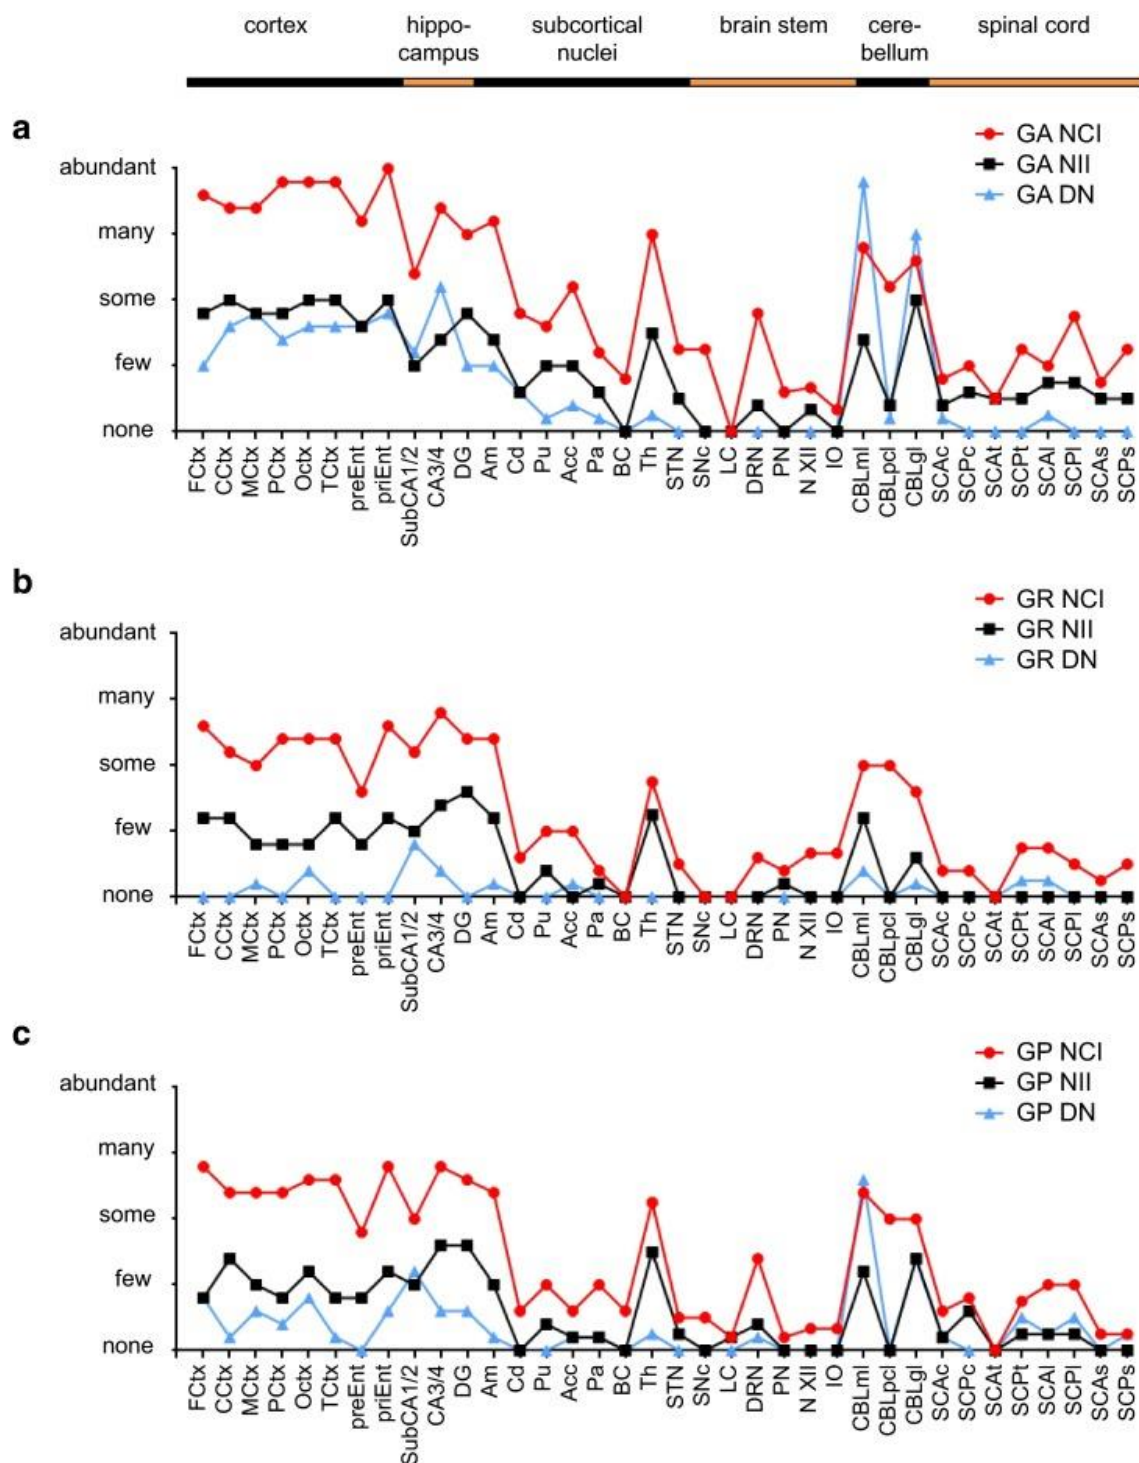 cortex hippo- subcortical brain stem cere- spinal cord
campus nuclei bellum
a
GA NCI
GA NII
GA DN
abundant
many
some
few
none
FCtx CCtx MCtx PCtx Octx TCtx preEnt priEnt SubCA1/2 CA3/4 DG Am Cd Pu Acc Pa BC Th STN SNc LC DRN PN N XII IO CBLml CBLpcl CBLgl SCAc SCPc SCAt SCPt SCAl SCPl SCAs SCPs
b
GR NCI
GR NII
GR DN
abundant
many
some
few
none
FCtx CCtx MCtx PCtx Octx TCtx preEnt priEnt SubCA1/2 CA3/4 DG Am Cd Pu Acc Pa BC Th STN SNc LC DRN PN N XII IO CBLml CBLpcl CBLgl SCAc SCPc SCAt SCPt SCAl SCPl SCAs SCPs
c
GP NCI
GP NII
GP DN
abundant
many
some
few
none
FCtx CCtx MCtx PCtx Octx TCtx preEnt priEnt SubCA1/2 CA3/4 DG Am Cd Pu Acc Pa BC Th STN SNc LC DRN PN N XII IO CBLml CBLpcl CBLgl SCAc SCPc SCAt SCPt SCAl SCPl SCAs SCPs